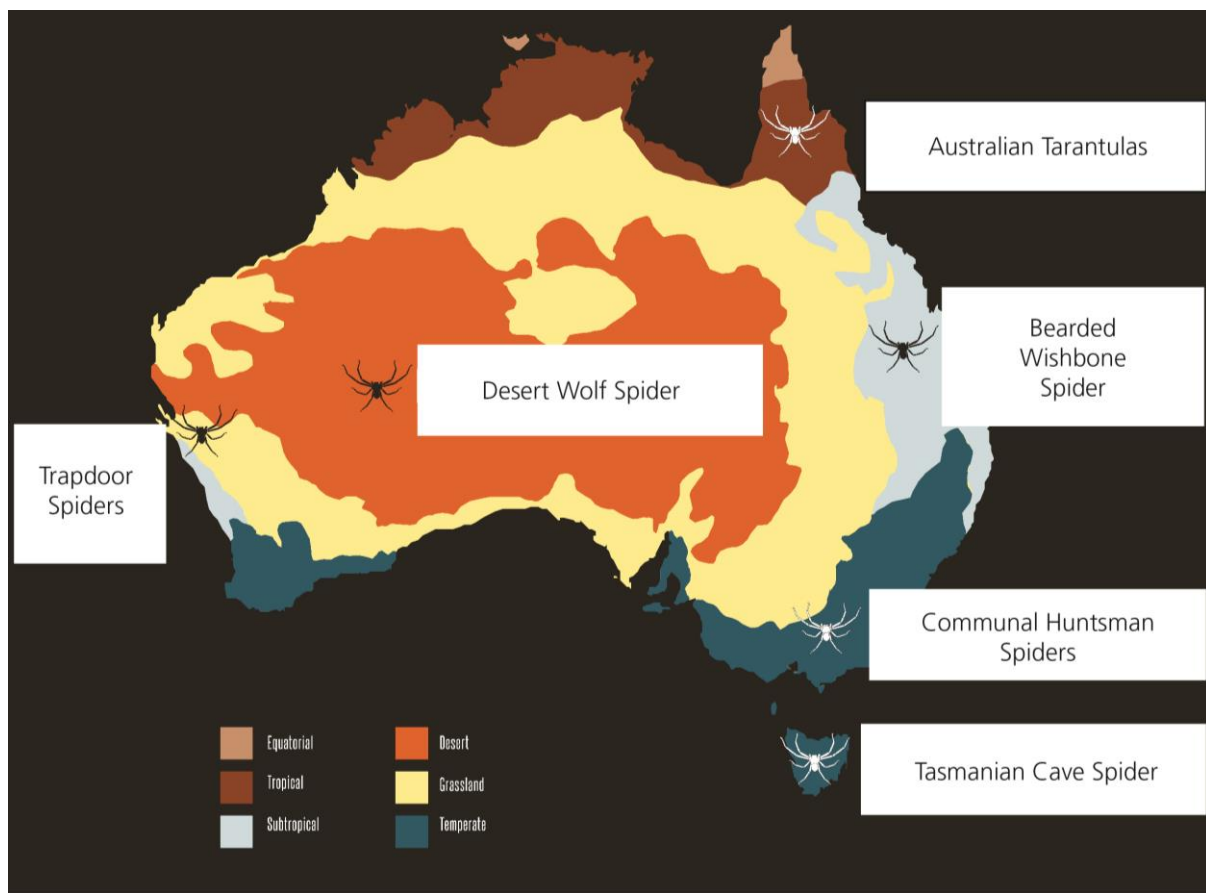 Australian Tarantulas
Bearded
Wishbone
Spider
Desert Wolf Spider
Trapdoor
Spiders
Communal Huntsman
Spiders
Tasmanian Cave Spider
Equatorial
Tropical
Subtropical
Desert
Grassland
Temperate